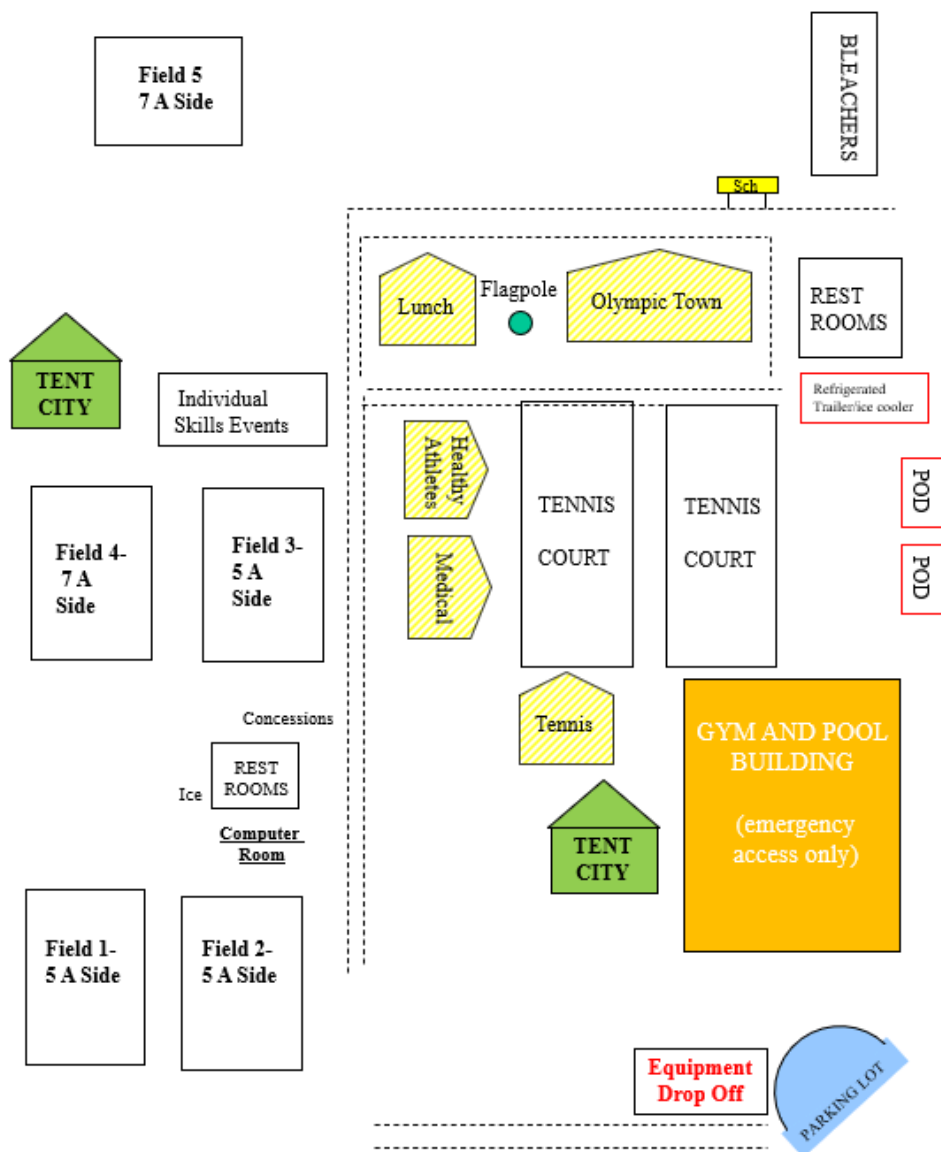 Field 5
7 A Side
BLEACHERS
Sch
Lunch
Flagpole
Olympic Town
REST
ROOMS
TENT
CITY
Individual
Skills Events
Refrigerated
Trailer/ice cooler
Healthy
Athletes
TENNIS
COURT
TENNIS
COURT
POD
Field 4-
7 A
Side
Field 3-
5 A
Side
Medical
POD
Concessions
Tennis
GYM AND POOL
BUILDING
(emergency
access only)
REST
ROOMS
Ice
Computer
Room
TENT
CITY
Field 1-
5 A Side
Field 2-
5 A Side
Equipment
Drop Off
PARKING LOT